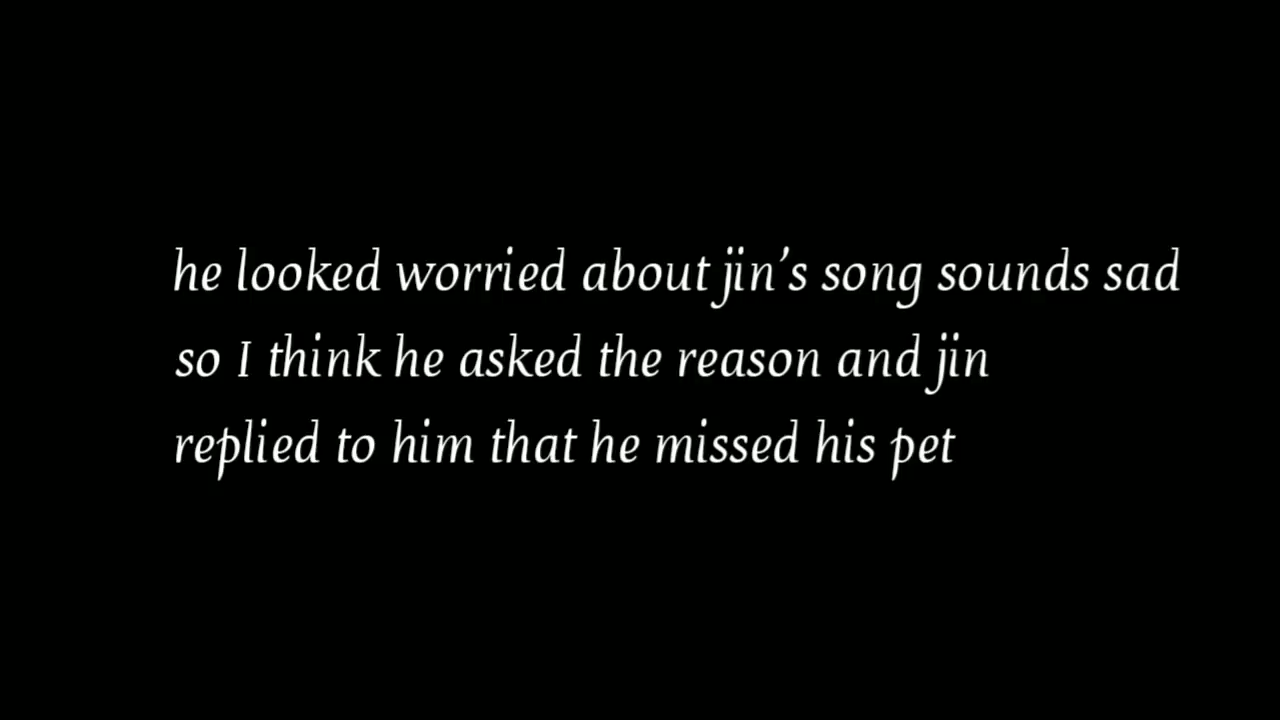 he looked worried about jin’s song sounds sad
so I think he asked the reason and jin
replied to him that he missed his pet